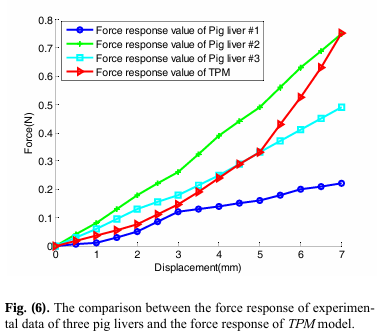 0.8
0.7
0.6
0.5
0.4
0.3
0.2
0.1
0
Force(N)
Force response value of Pig liver #1
Force response value of Pig liver #2
Force response value of Pig liver #3
Force response value of TPM
0 1 2 3 4 5 6 7
Displacement(mm)
Fig. (6). The comparison between the force response of experimen-
tal data of three pig livers and the force response of TPM model.